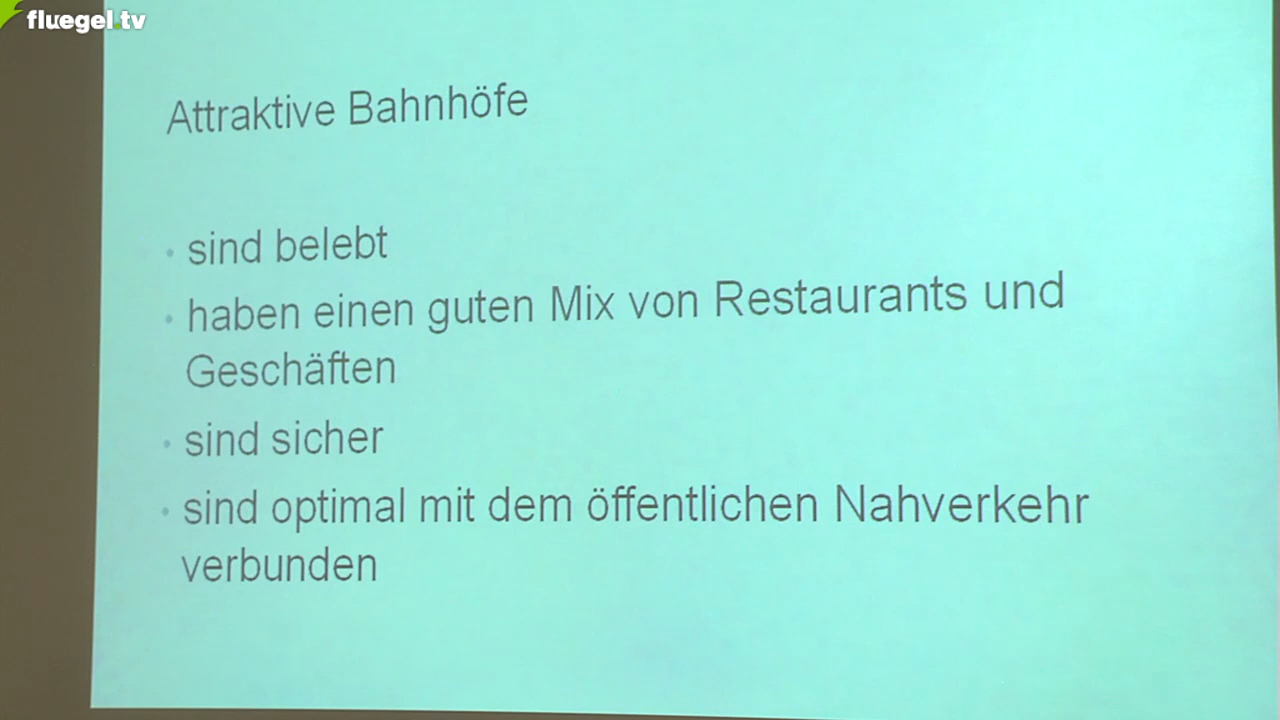 fluegel.tv
Attraktive Bahnhöfe
• sind belebt
• haben einen guten Mix von Restaurants und
Geschäften
• sind sicher
• sind optimal mit dem öffentlichen Nahverkehr
verbunden